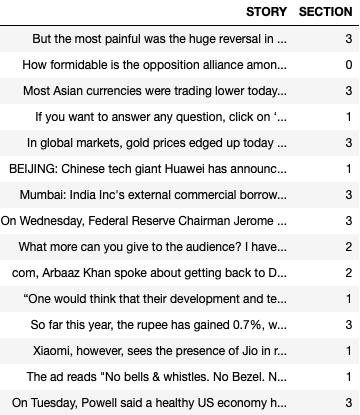 STORY SECTION
But the most painful was the huge reversal in ... 3
How formidable is the opposition alliance amon... 0
Most Asian currencies were trading lower today... 3
If you want to answer any question, click on ‘... 1
In global markets, gold prices edged up today ... 3
BEIJING: Chinese tech giant Huawei has announc... 1
Mumbai: India Inc's external commercial borrow... 3
On Wednesday, Federal Reserve Chairman Jerome ... 3
What more can you give to the audience? I have... 2
com, Arbaaz Khan spoke about getting back to D... 2
“One would think that their development and te... 1
So far this year, the rupee has gained 0.7%, w... 3
Xiaomi, however, sees the presence of Jio in r... 1
The ad reads "No bells & whistles. No Bezel. N... 1
On Tuesday, Powell said a healthy US economy h... 3